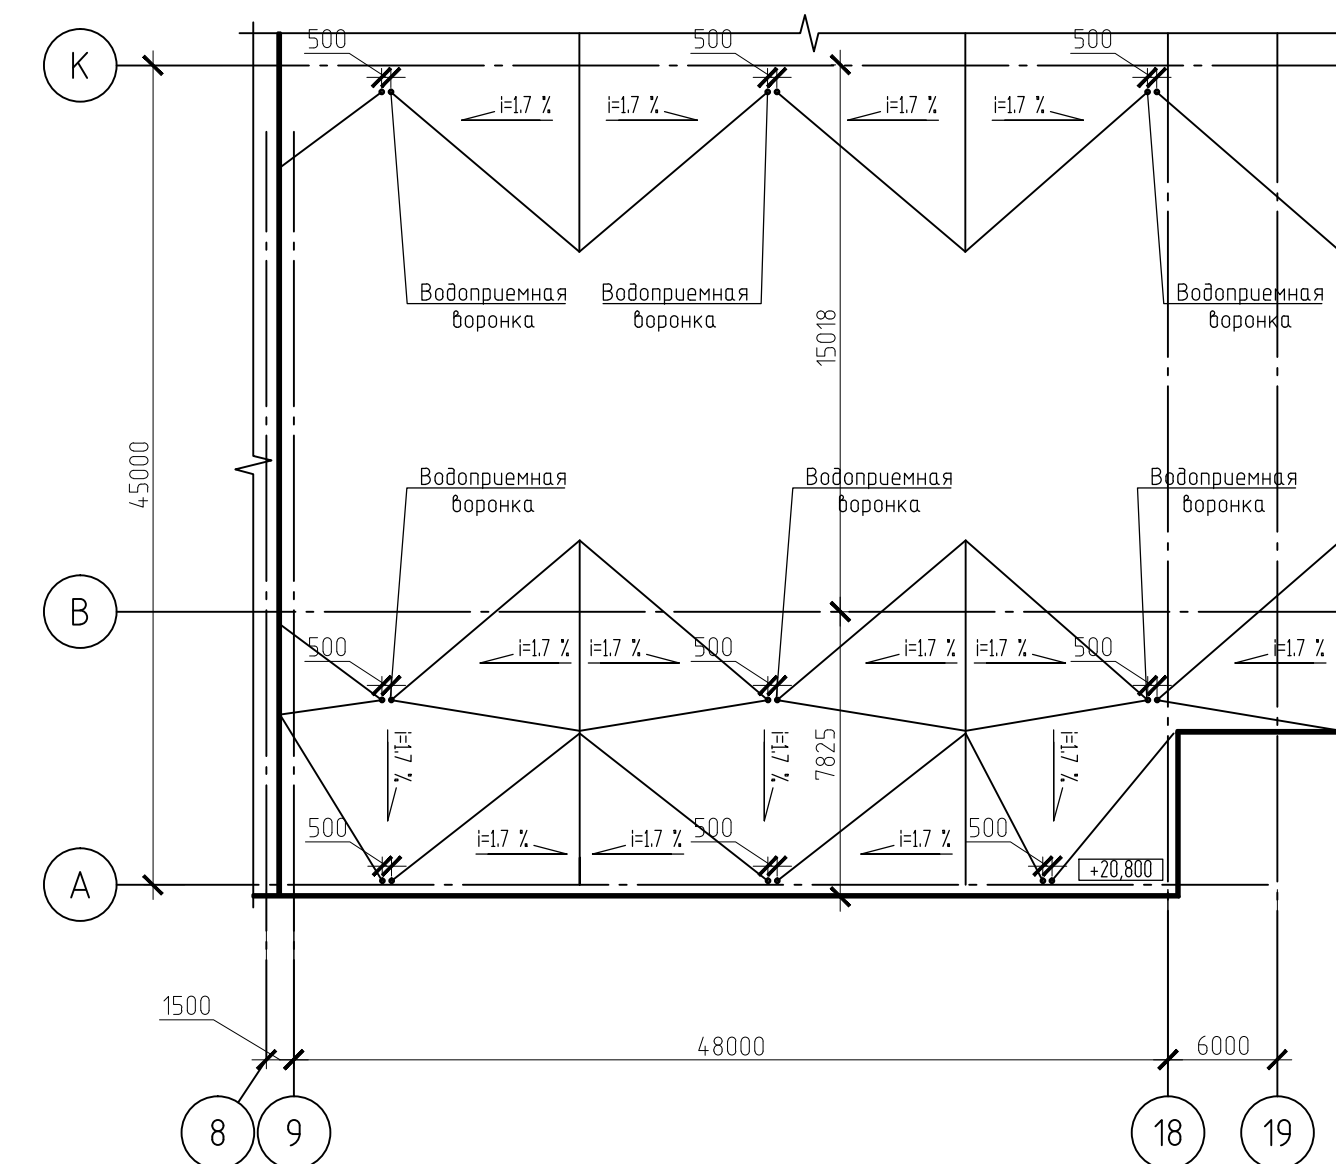 500
500
500
К
i=1.7 %
i=1.7 %
i=1.7 %
i=1.7 %
Водоприемная
воронка
Водоприемная
воронка
Водоприемная
воронка
15018
45000
Водоприемная
воронка
Водоприемная
воронка
Водоприемная
воронка
В
500
i=1.7 %
i=1.7 %
500
i=1.7 %
i=1.7 %
500
i=1.7 %
i=1.7 %
i=1.7 %
7825
i=1.7 %
500
i=1.7 %
i=1.7 %
500
i=1.7 %
500
+20,800
А
1500
48000
6000
8
9
18
19